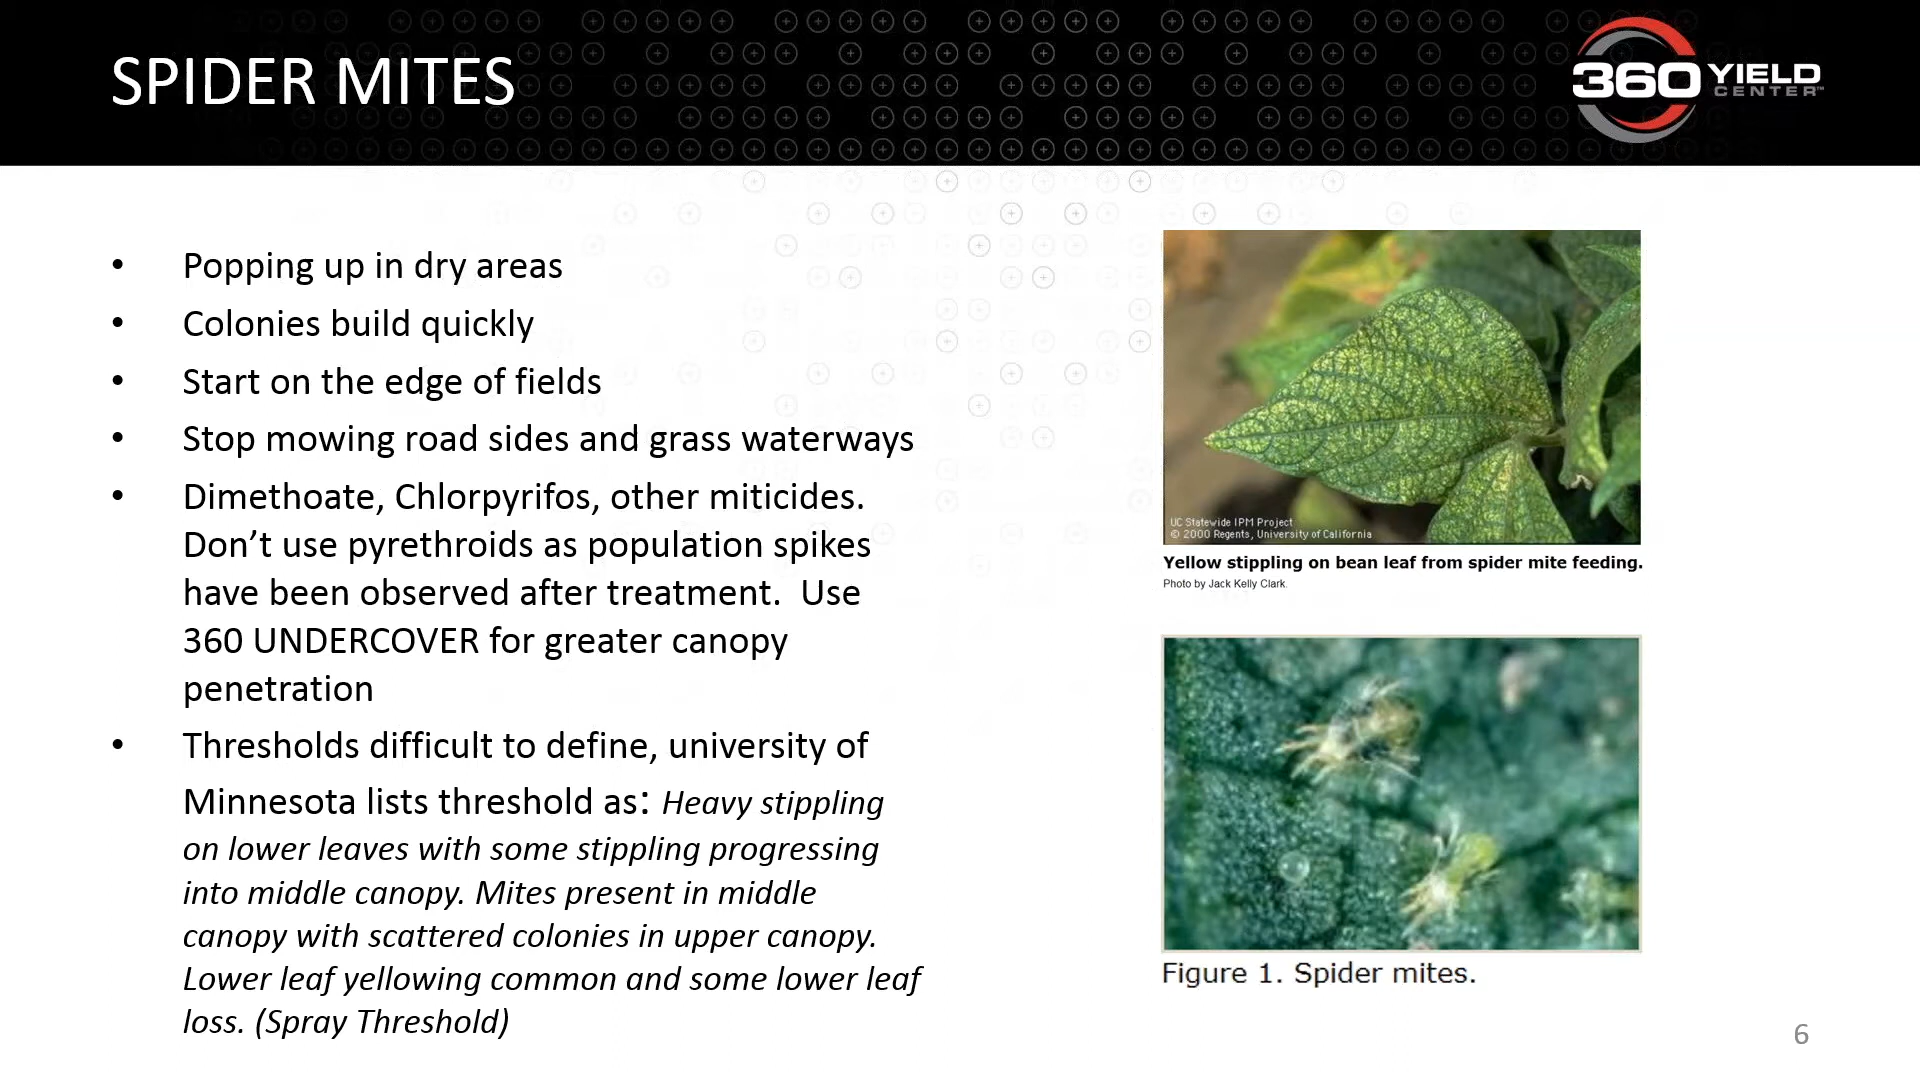 SPIDER MITES
360 YIELD
CENTER™
• Popping up in dry areas
• Colonies build quickly
• Start on the edge of fields
• Stop mowing road sides and grass waterways
• Dimethoate, Chlorpyrifos, other miticides.
Don’t use pyrethroids as population spikes
have been observed after treatment.  Use
360 UNDERCOVER for greater canopy
penetration
• Thresholds difficult to define, university of
Minnesota lists threshold as: Heavy stippling
on lower leaves with some stippling progressing
into middle canopy. Mites present in middle
canopy with scattered colonies in upper canopy.
Lower leaf yellowing common and some lower leaf
loss. (Spray Threshold)
UC Statewide IPM Project
© 2000 Regents, University of California
Yellow stippling on bean leaf from spider mite feeding.
Photo by Jack Kelly Clark.
Figure 1. Spider mites.
6